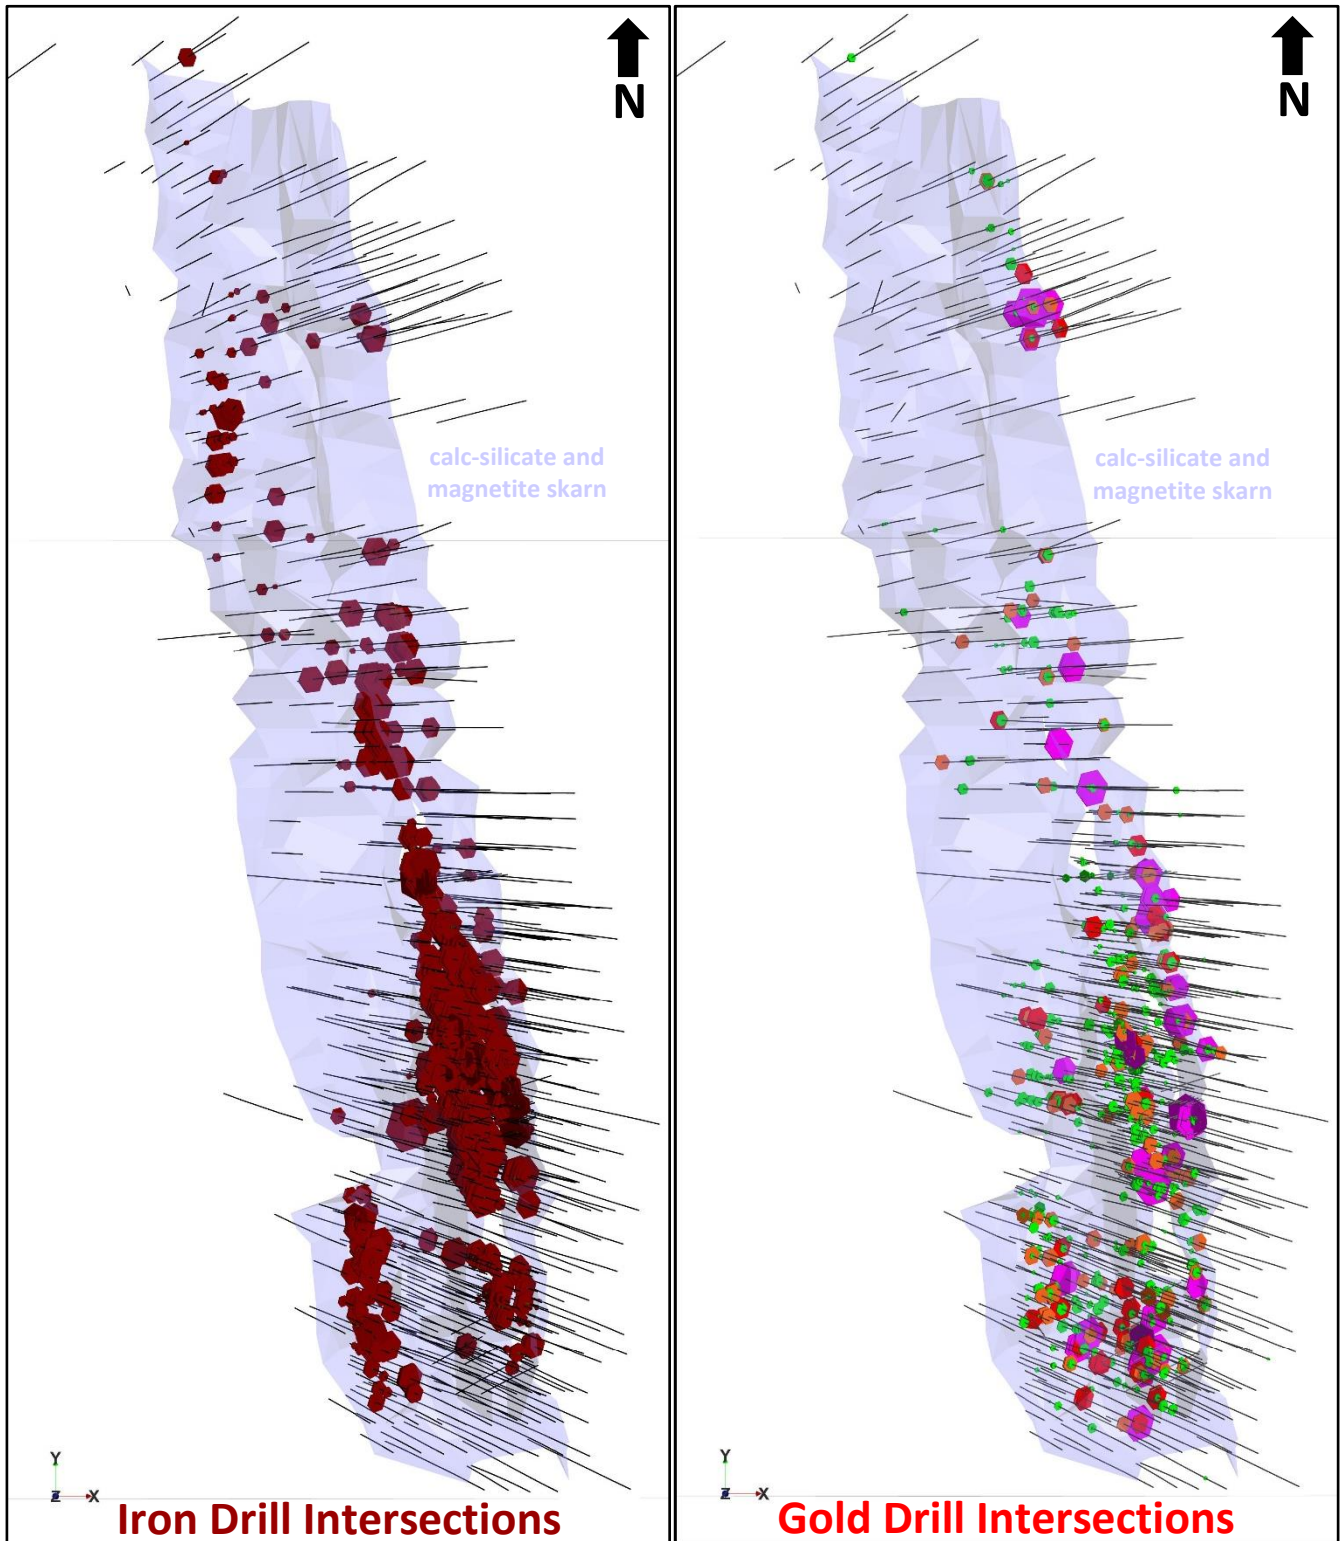 N
calc-silicate and
magnetite skarn
Y
Z X
Iron Drill Intersections
N
calc-silicate and
magnetite skarn
Y
Z X
Gold Drill Intersections